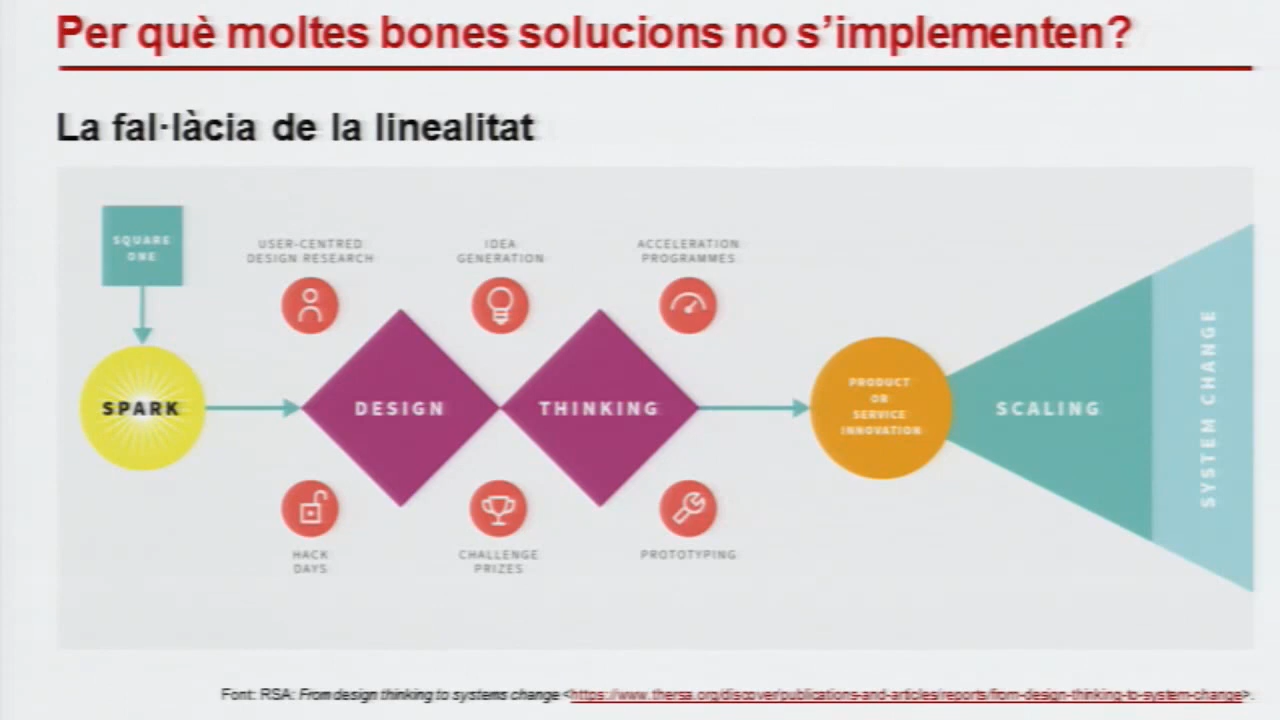 Per què moltes bones solucions no s’implementen?
La fal·làcia de la linealitat
SQUARE
ONE
USER-CENTRED
DESIGN RESEARCH
IDEA
GENERATION
ACCELERATION
PROGRAMMES
SPARK
DESIGN
THINKING
PRODUCT
OR
SERVICE
INNOVATION
SCALING
SYSTEM CHANGE
HACK
DAYS
CHALLENGE
PRIZES
PROTOTYPING
Font: RSA: From design thinking to systems change <https://www.thersa.org/discover/publications-and-articles/reports/from-design-thinking-to-system-change>.